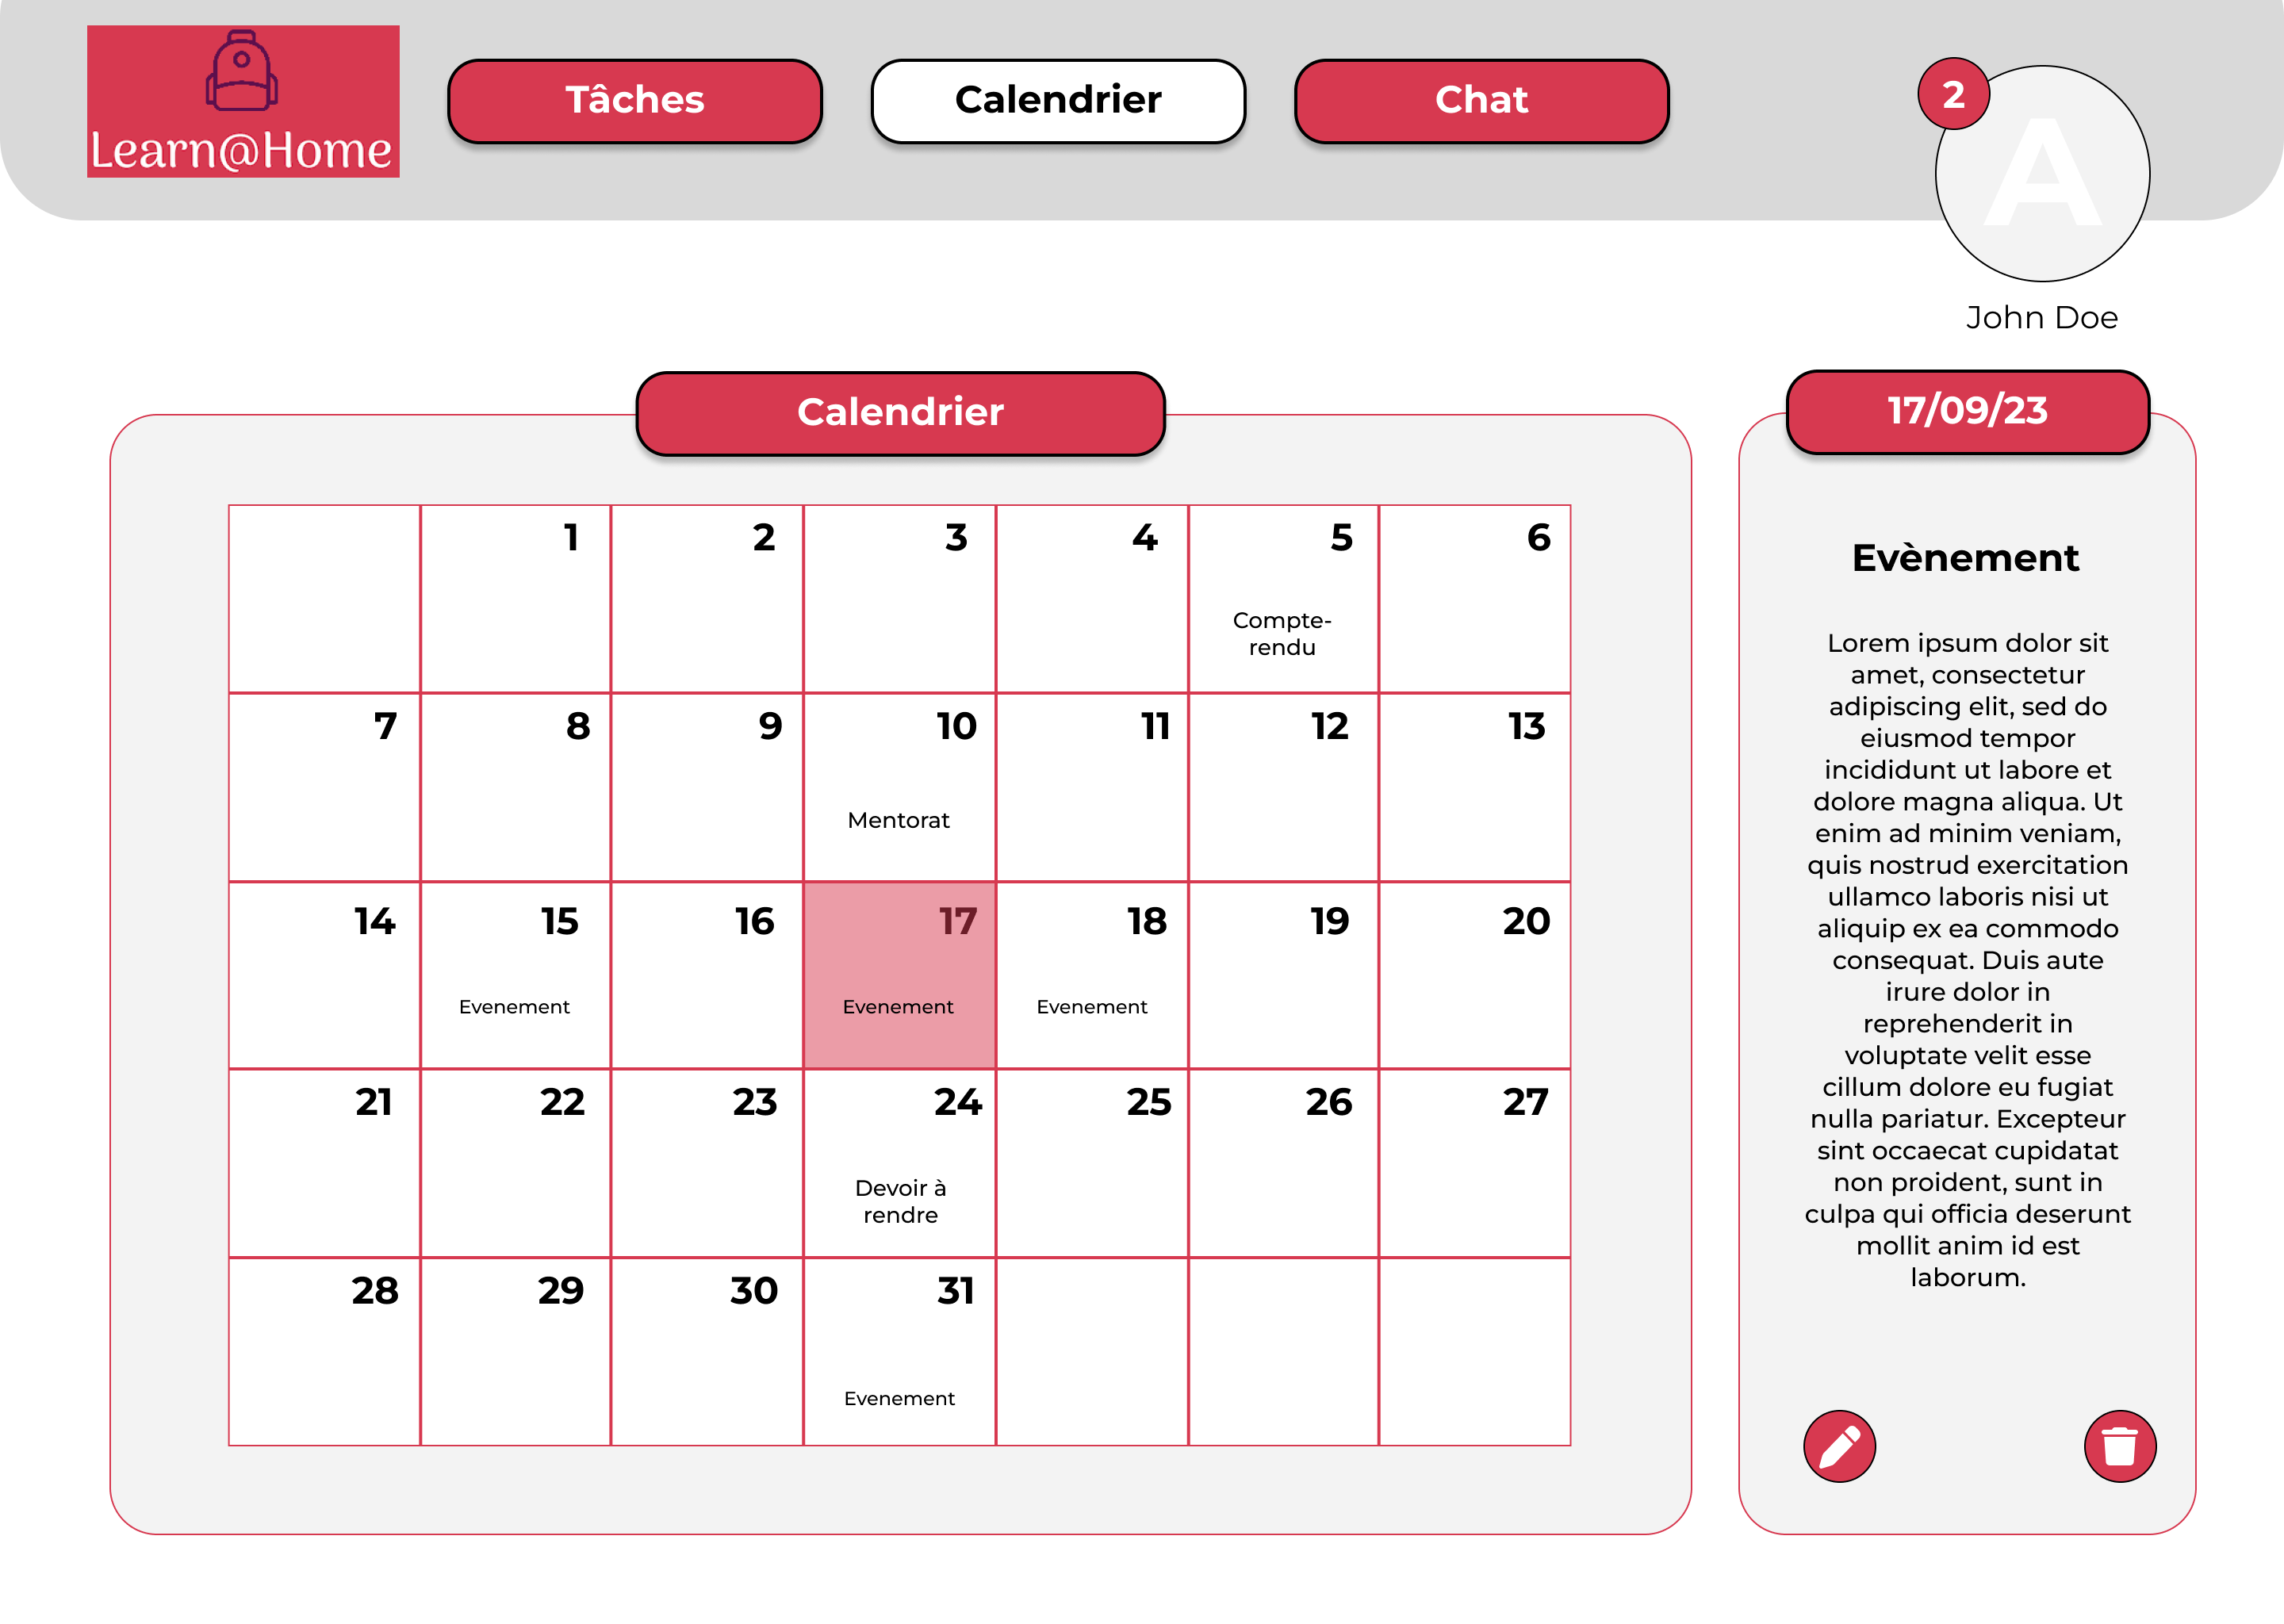 Learn@Home
Tâches
Calendrier
Chat
2
A
John Doe
Calendrier
17/09/23
1
2
3
4
5
6
Compte-
rendu
7
8
9
10
11
12
13
Mentorat
14
15
16
17
18
19
20
Evenement
Evenement
Evenement
21
22
23
24
25
26
27
Devoir à
rendre
28
29
30
31
Evenement
Evènement
Lorem ipsum dolor sit
amet, consectetur
adipiscing elit, sed do
eiusmod tempor
incididunt ut labore et
dolore magna aliqua. Ut
enim ad minim veniam,
quis nostrud exercitation
ullamco laboris nisi ut
aliquip ex ea commodo
consequat. Duis aute
irure dolor in
reprehenderit in
voluptate velit esse
cillum dolore eu fugiat
nulla pariatur. Excepteur
sint occaecat cupidatat
non proident, sunt in
culpa qui officia deserunt
mollit anim id est
laborum.